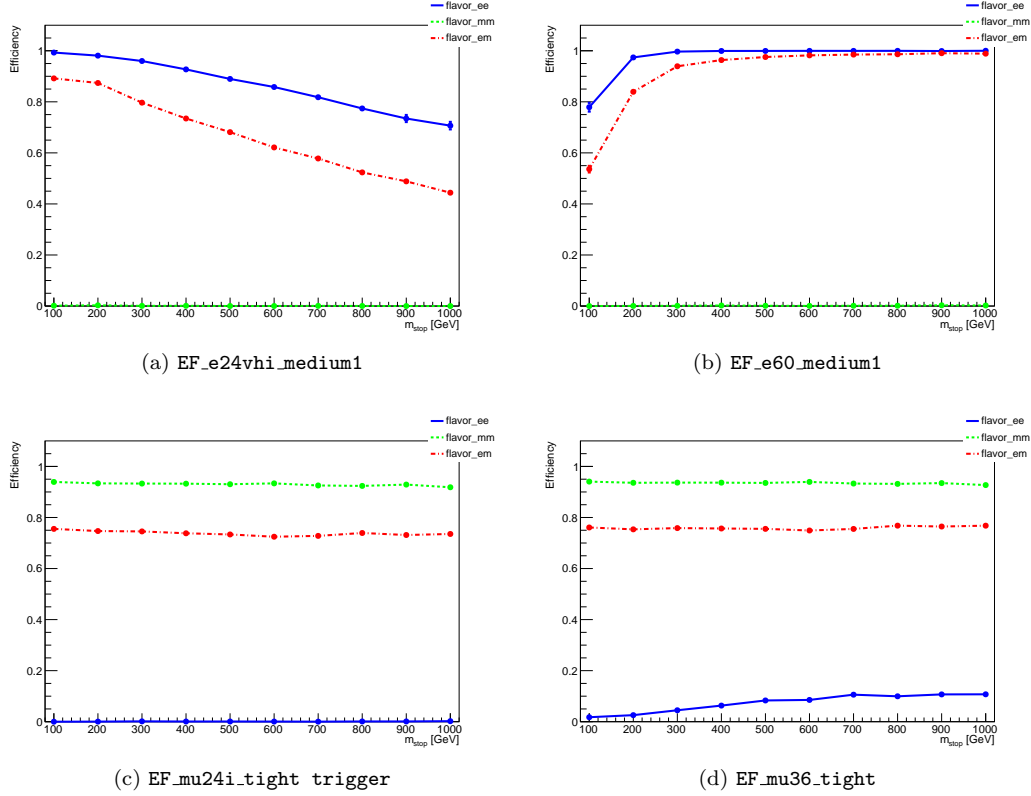 flavor_ee
flavor_mm
flavor_em
Efficiency
1
0.8
0.6
0.4
0.2
0
100 200 300 400 500 600 700 800 900 1000
m_stop [GeV]
(a) EF_e24vhi_medium1
flavor_ee
flavor_mm
flavor_em
Efficiency
1
0.8
0.6
0.4
0.2
0
100 200 300 400 500 600 700 800 900 1000
m_stop [GeV]
(b) EF_e60_medium1
flavor_ee
flavor_mm
flavor_em
Efficiency
1
0.8
0.6
0.4
0.2
0
100 200 300 400 500 600 700 800 900 1000
m_stop [GeV]
(c) EF_mu24i_tight trigger
flavor_ee
flavor_mm
flavor_em
Efficiency
1
0.8
0.6
0.4
0.2
0
100 200 300 400 500 600 700 800 900 1000
m_stop [GeV]
(d) EF_mu36_tight